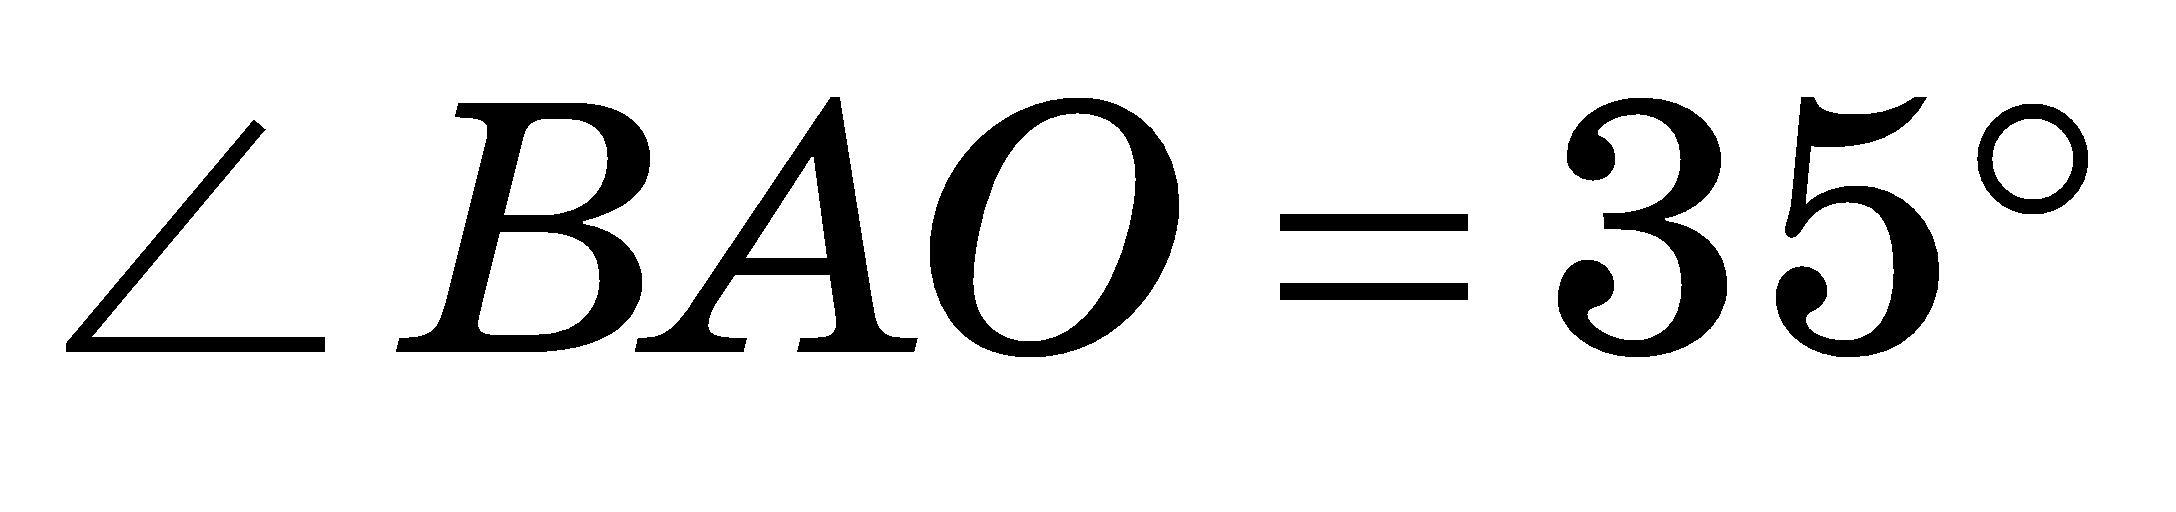 ∠BAO = 35°